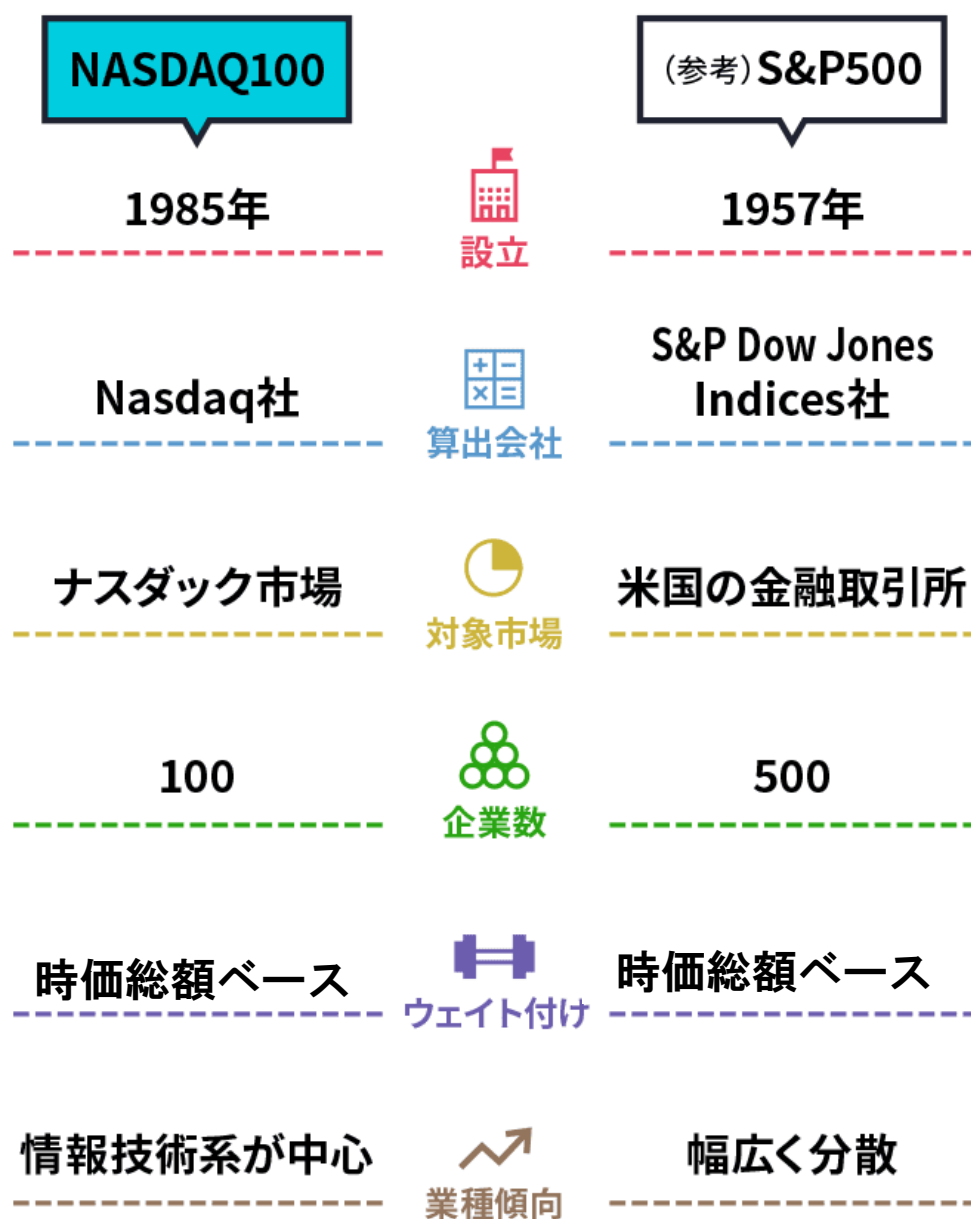 NASDAQ100
（参考）S&P500
1985年
設立
1957年
Nasdaq社
算出会社
S&P Dow Jones
Indices社
ナスダック市場
対象市場
米国の金融取引所
100
企業数
500
時価総額ベース
ウェイト付け
時価総額ベース
情報技術系が中心
業種傾向
幅広く分散